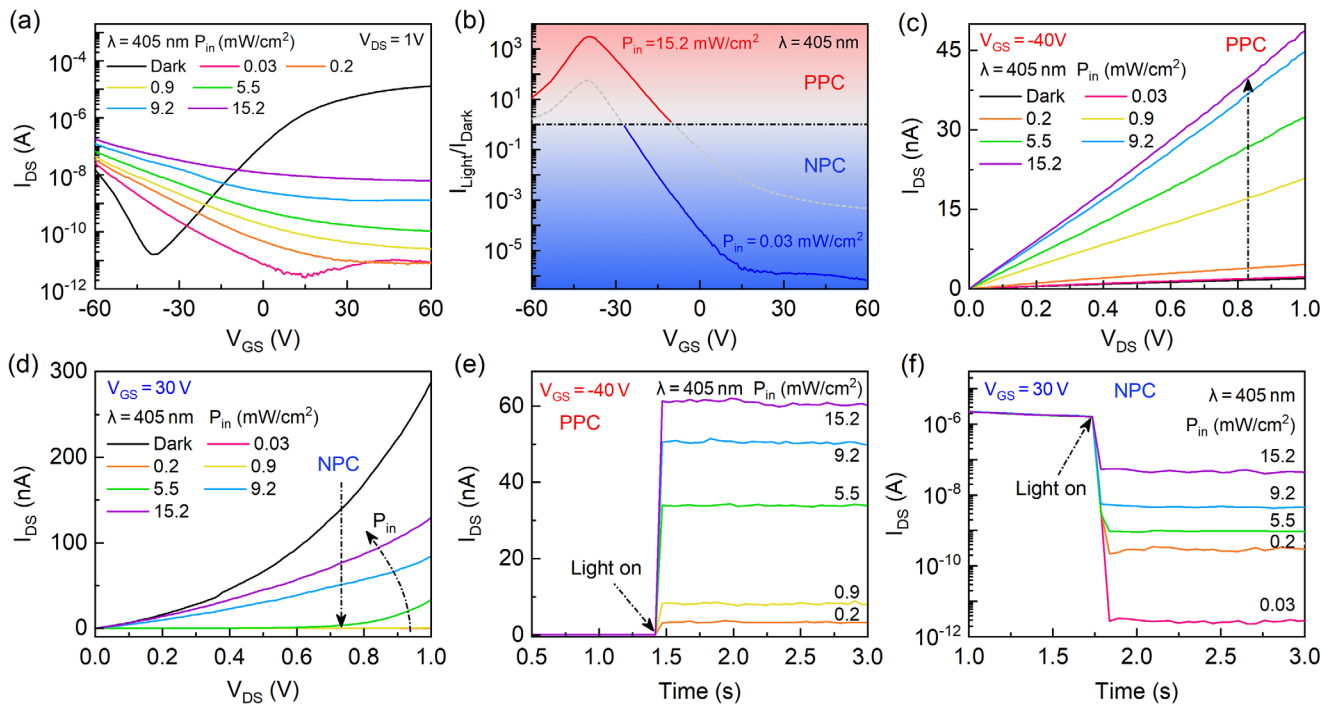 (a)
λ = 405 nm P_in (mW/cm²)
V_DS = 1V
Dark 0.03 0.2
0.9 5.5
9.2 15.2
I_DS (A)
10⁻⁴
10⁻⁶
10⁻⁸
10⁻¹⁰
10⁻¹²
-60 -30 0 30 60
V_GS (V)
(b)
P_in = 15.2 mW/cm² λ = 405 nm
PPC
NPC
P_in = 0.03 mW/cm²
I_Light/I_Dark
10³
10¹
10⁻¹
10⁻³
10⁻⁵
-60 -30 0 30 60
V_GS (V)
(c)
V_GS = -40V
PPC
λ = 405 nm P_in (mW/cm²)
Dark 0.03
0.2 0.9
5.5 9.2
15.2
I_DS (nA)
45
30
15
0
0.0 0.2 0.4 0.6 0.8 1.0
V_DS (V)
(d)
V_GS = 30 V
λ = 405 nm P_in (mW/cm²)
Dark 0.03
0.2 0.9
5.5 9.2
15.2
NPC
P_in
I_DS (nA)
300
200
100
0
0.0 0.2 0.4 0.6 0.8 1.0
V_DS (V)
(e)
V_GS = -40 V λ = 405 nm P_in (mW/cm²)
PPC
15.2
9.2
5.5
0.9
0.2
Light on
I_DS (nA)
60
40
20
0
0.5 1.0 1.5 2.0 2.5 3.0
Time (s)
(f)
V_GS = 30 V NPC
λ = 405 nm
P_in (mW/cm²)
15.2
9.2
5.5
0.2
0.03
Light on
I_DS (A)
10⁻⁶
10⁻⁸
10⁻¹⁰
10⁻¹²
1.0 1.5 2.0 2.5 3.0
Time (s)